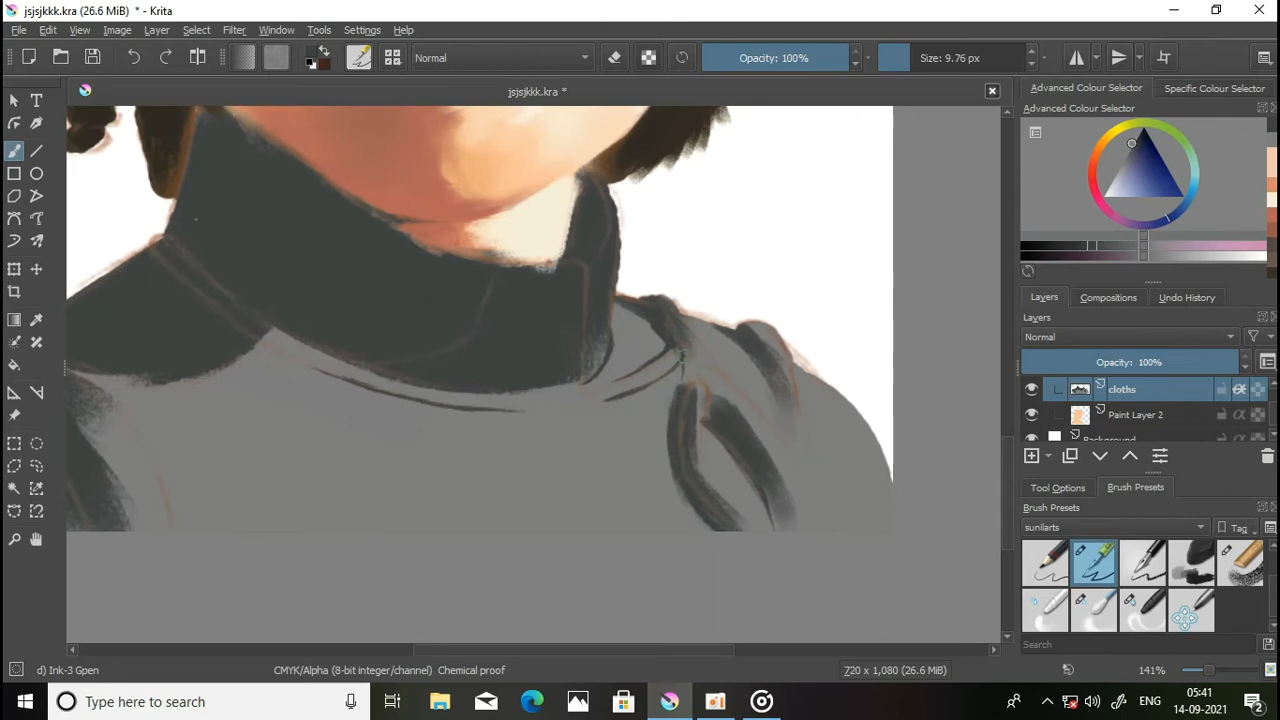 jsjsjkkk.kra (26.6 MiB) * - Krita
File Edit View Image Layer Select Filter Window Tools Settings Help
Normal
Opacity: 100%
Size: 9.76 px
jsjsjkkk.kra *
Advanced Colour Selector
Specific Colour Selector
Advanced Colour Selector
Layers
Compositions
Undo History
Layers
Normal
Opacity: 100%
cloths
Paint Layer 2
Background
Tool Options
Brush Presets
Brush Presets
sunilarts
Tag
Search
d) Ink-3 Gpen
CMYK/Alpha (8-bit integer/channel) Chemical proof
720 x 1,080 (26.6 MiB)
141%
Type here to search
ENG
05:41
14-09-2021
2